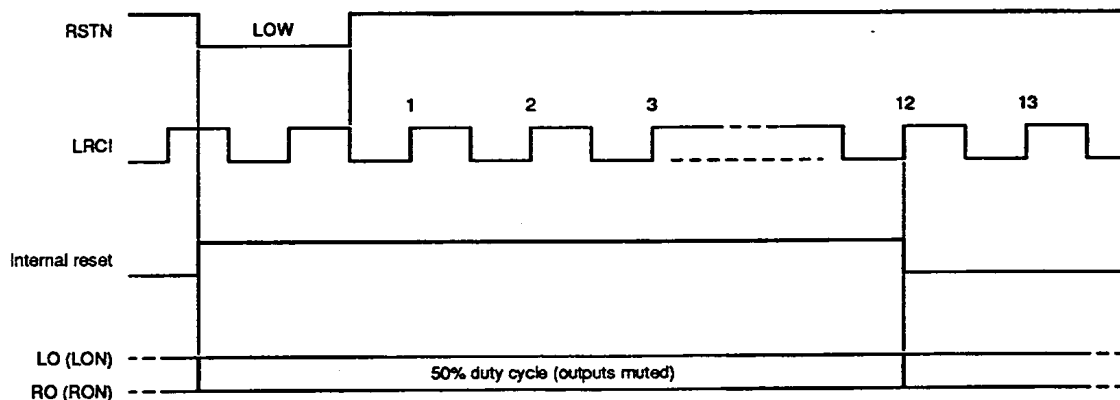 RSTN
LOW
1 2 3 12 13
LRCI
Internal reset
LO (LON)
50% duty cycle (outputs muted)
RO (RON)